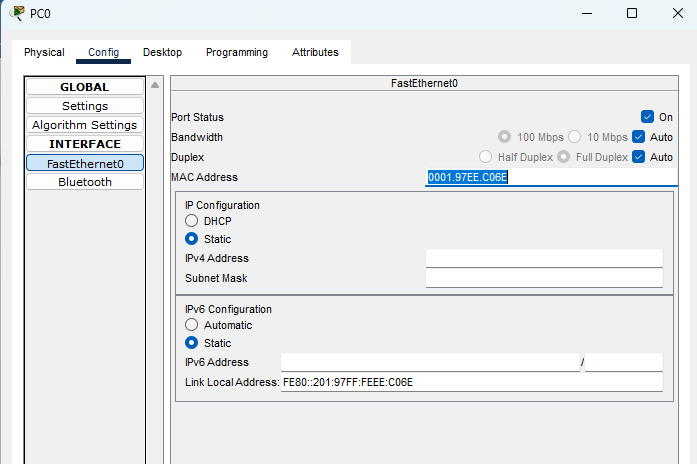 PC0
Physical Config Desktop Programming Attributes
GLOBAL
Settings
Algorithm Settings
INTERFACE
FastEthernet0
Bluetooth
FastEthernet0
Port Status On
Bandwidth 100 Mbps 10 Mbps Auto
Duplex Half Duplex Full Duplex Auto
MAC Address 0001.97EE.C06E
IP Configuration
DHCP
Static
IPv4 Address
Subnet Mask
IPv6 Configuration
Automatic
Static
IPv6 Address /
Link Local Address: FE80::201:97FF:FEEE:C06E